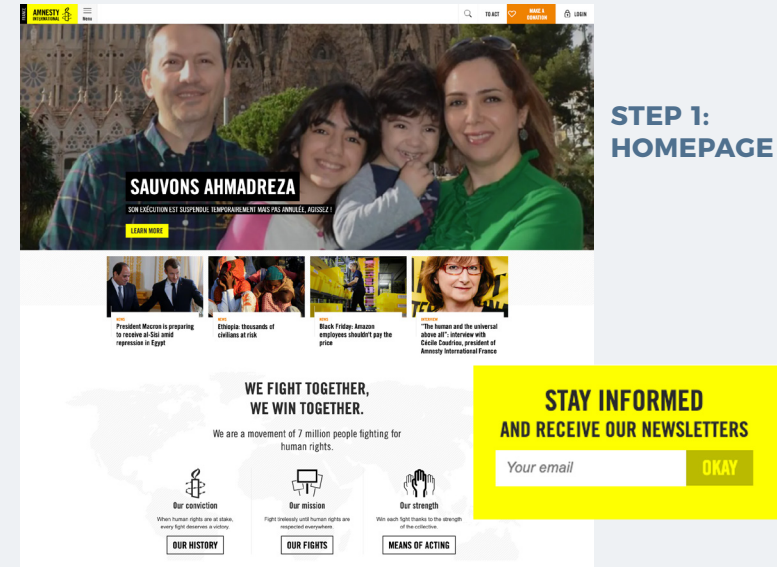 FRANCE
AMNESTY
INTERNATIONAL
Menu
TO ACT
MAKE A
DONATION
LOGIN
STEP 1:
HOMEPAGE
SAUVONS AHMADREZA
SON EXÉCUTION EST SUSPENDUE TEMPORAIREMENT MAIS PAS ANNULÉE, AGISSEZ !
LEARN MORE
NEWS
President Macron is preparing
to receive al-Sisi amid
repression in Egypt
NEWS
Ethiopia: thousands of
civilians at risk
NEWS
Black Friday: Amazon
employees shouldn't pay the
price
INTERVIEW
"The human and the universal
above all": interview with
Cécile Coudriou, president of
Amnesty International France
WE FIGHT TOGETHER,
WE WIN TOGETHER.
We are a movement of 7 million people fighting for
human rights.
Our conviction
When human rights are at stake,
every fight deserves a victory.
OUR HISTORY
Our mission
Fight tirelessly until human rights are
respected everywhere.
OUR FIGHTS
Our strength
Win each fight thanks to the strength
of the collective.
MEANS OF ACTING
STAY INFORMED
AND RECEIVE OUR NEWSLETTERS
Your email
OKAY